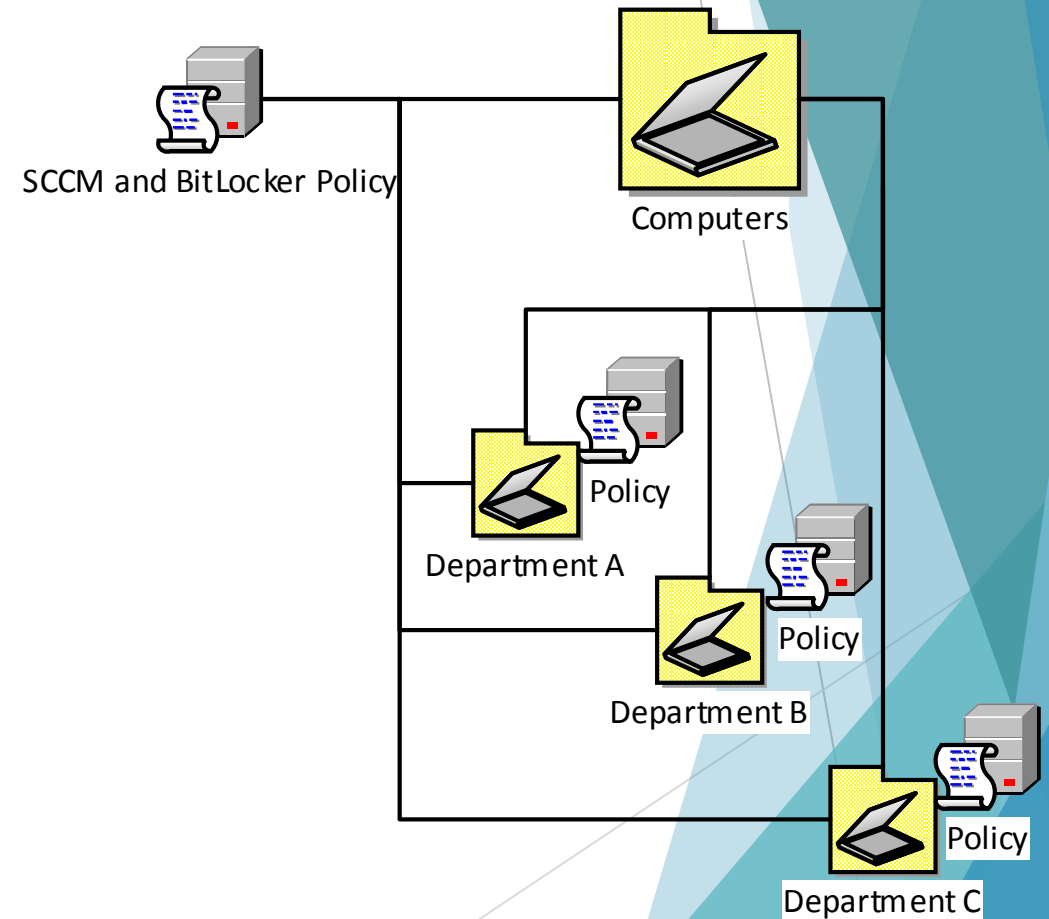 SCCM and BitLocker Policy
Computers
Policy
Department A
Policy
Department B
Policy
Department C